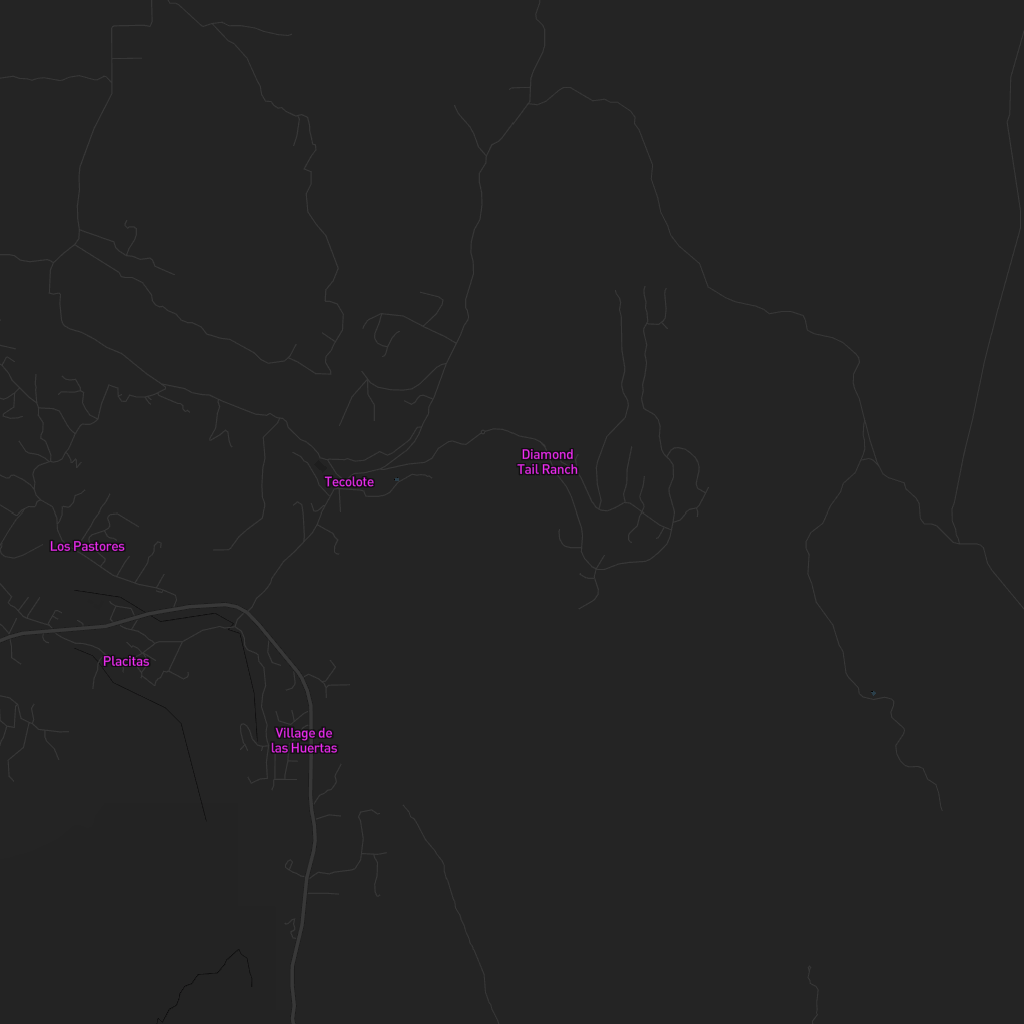 Diamond
Tail Ranch
Tecolote
Los Pastores
Placitas
Village de
las Huertas